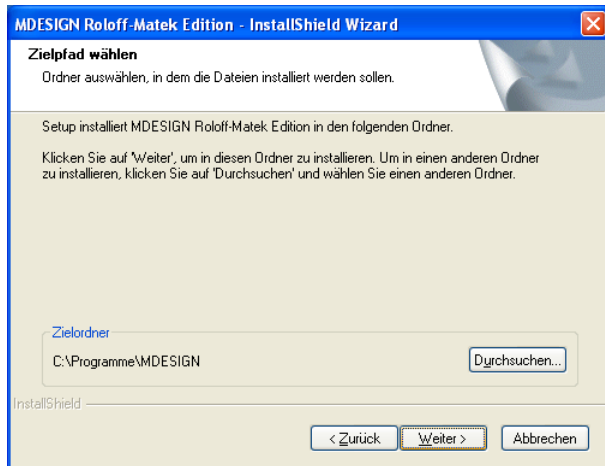 MDESIGN Roloff-Matek Edition - InstallShield Wizard
Zielpfad wählen
Ordner auswählen, in dem die Dateien installiert werden sollen.
Setup installiert MDESIGN Roloff-Matek Edition in den folgenden Ordner.
Klicken Sie auf 'Weiter', um in diesen Ordner zu installieren. Um in einen anderen Ordner
zu installieren, klicken Sie auf 'Durchsuchen' und wählen Sie einen anderen Ordner.
Zielordner
C:\Programme\MDESIGN
Durchsuchen...
InstallShield
< Zurück Weiter > Abbrechen